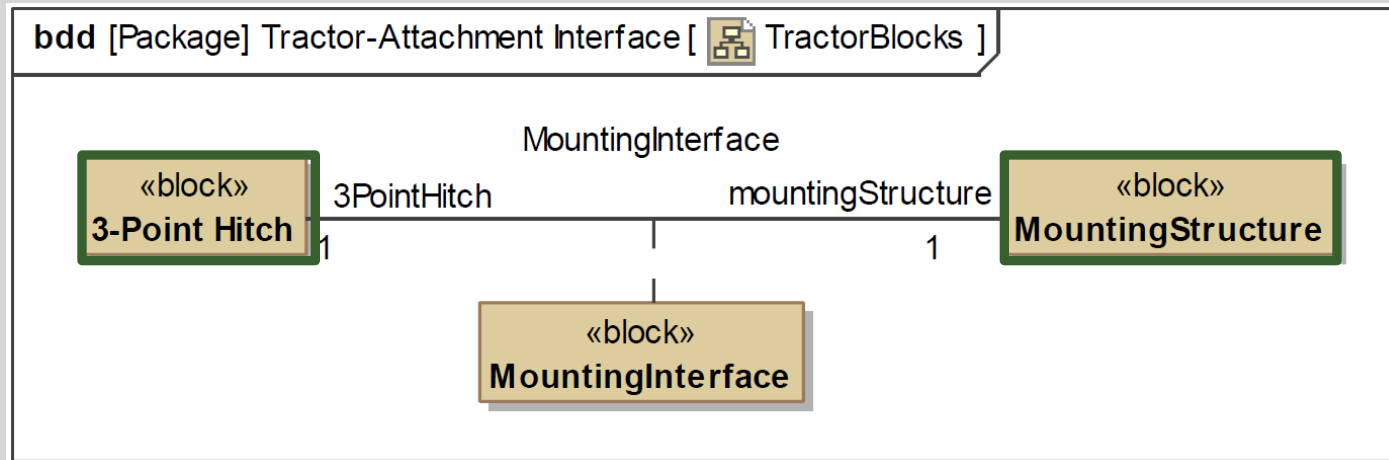 bdd [Package] Tractor-Attachment Interface [ TractorBlocks ]
MountingInterface
«block»
3-Point Hitch
3PointHitch
1
mountingStructure
1
«block»
MountingStructure
«block»
MountingInterface